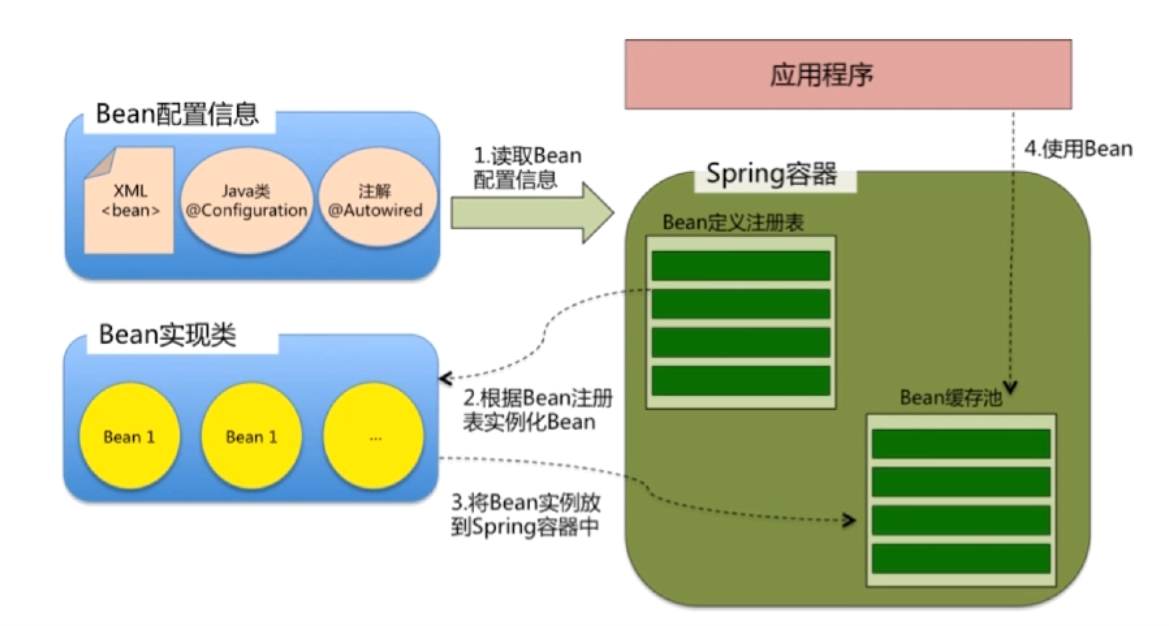 应用程序
Bean配置信息
XML
<bean>
Java类
@Configuration
注解
@Autowired
1.读取Bean
配置信息
4.使用Bean
Spring容器
Bean定义注册表
Bean实现类
Bean 1
Bean 1
...
2.根据Bean注册
表实例化Bean
Bean缓存池
3.将Bean实例放
到Spring容器中